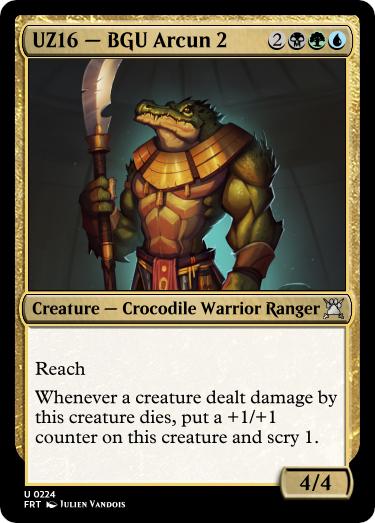 UZ16 — BGU Arcun 2 2
Creature — Crocodile Warrior Ranger
Reach
Whenever a creature dealt damage by
this creature dies, put a +1/+1
counter on this creature and scry 1.
4/4
U 0224
FRT Julien Vandois